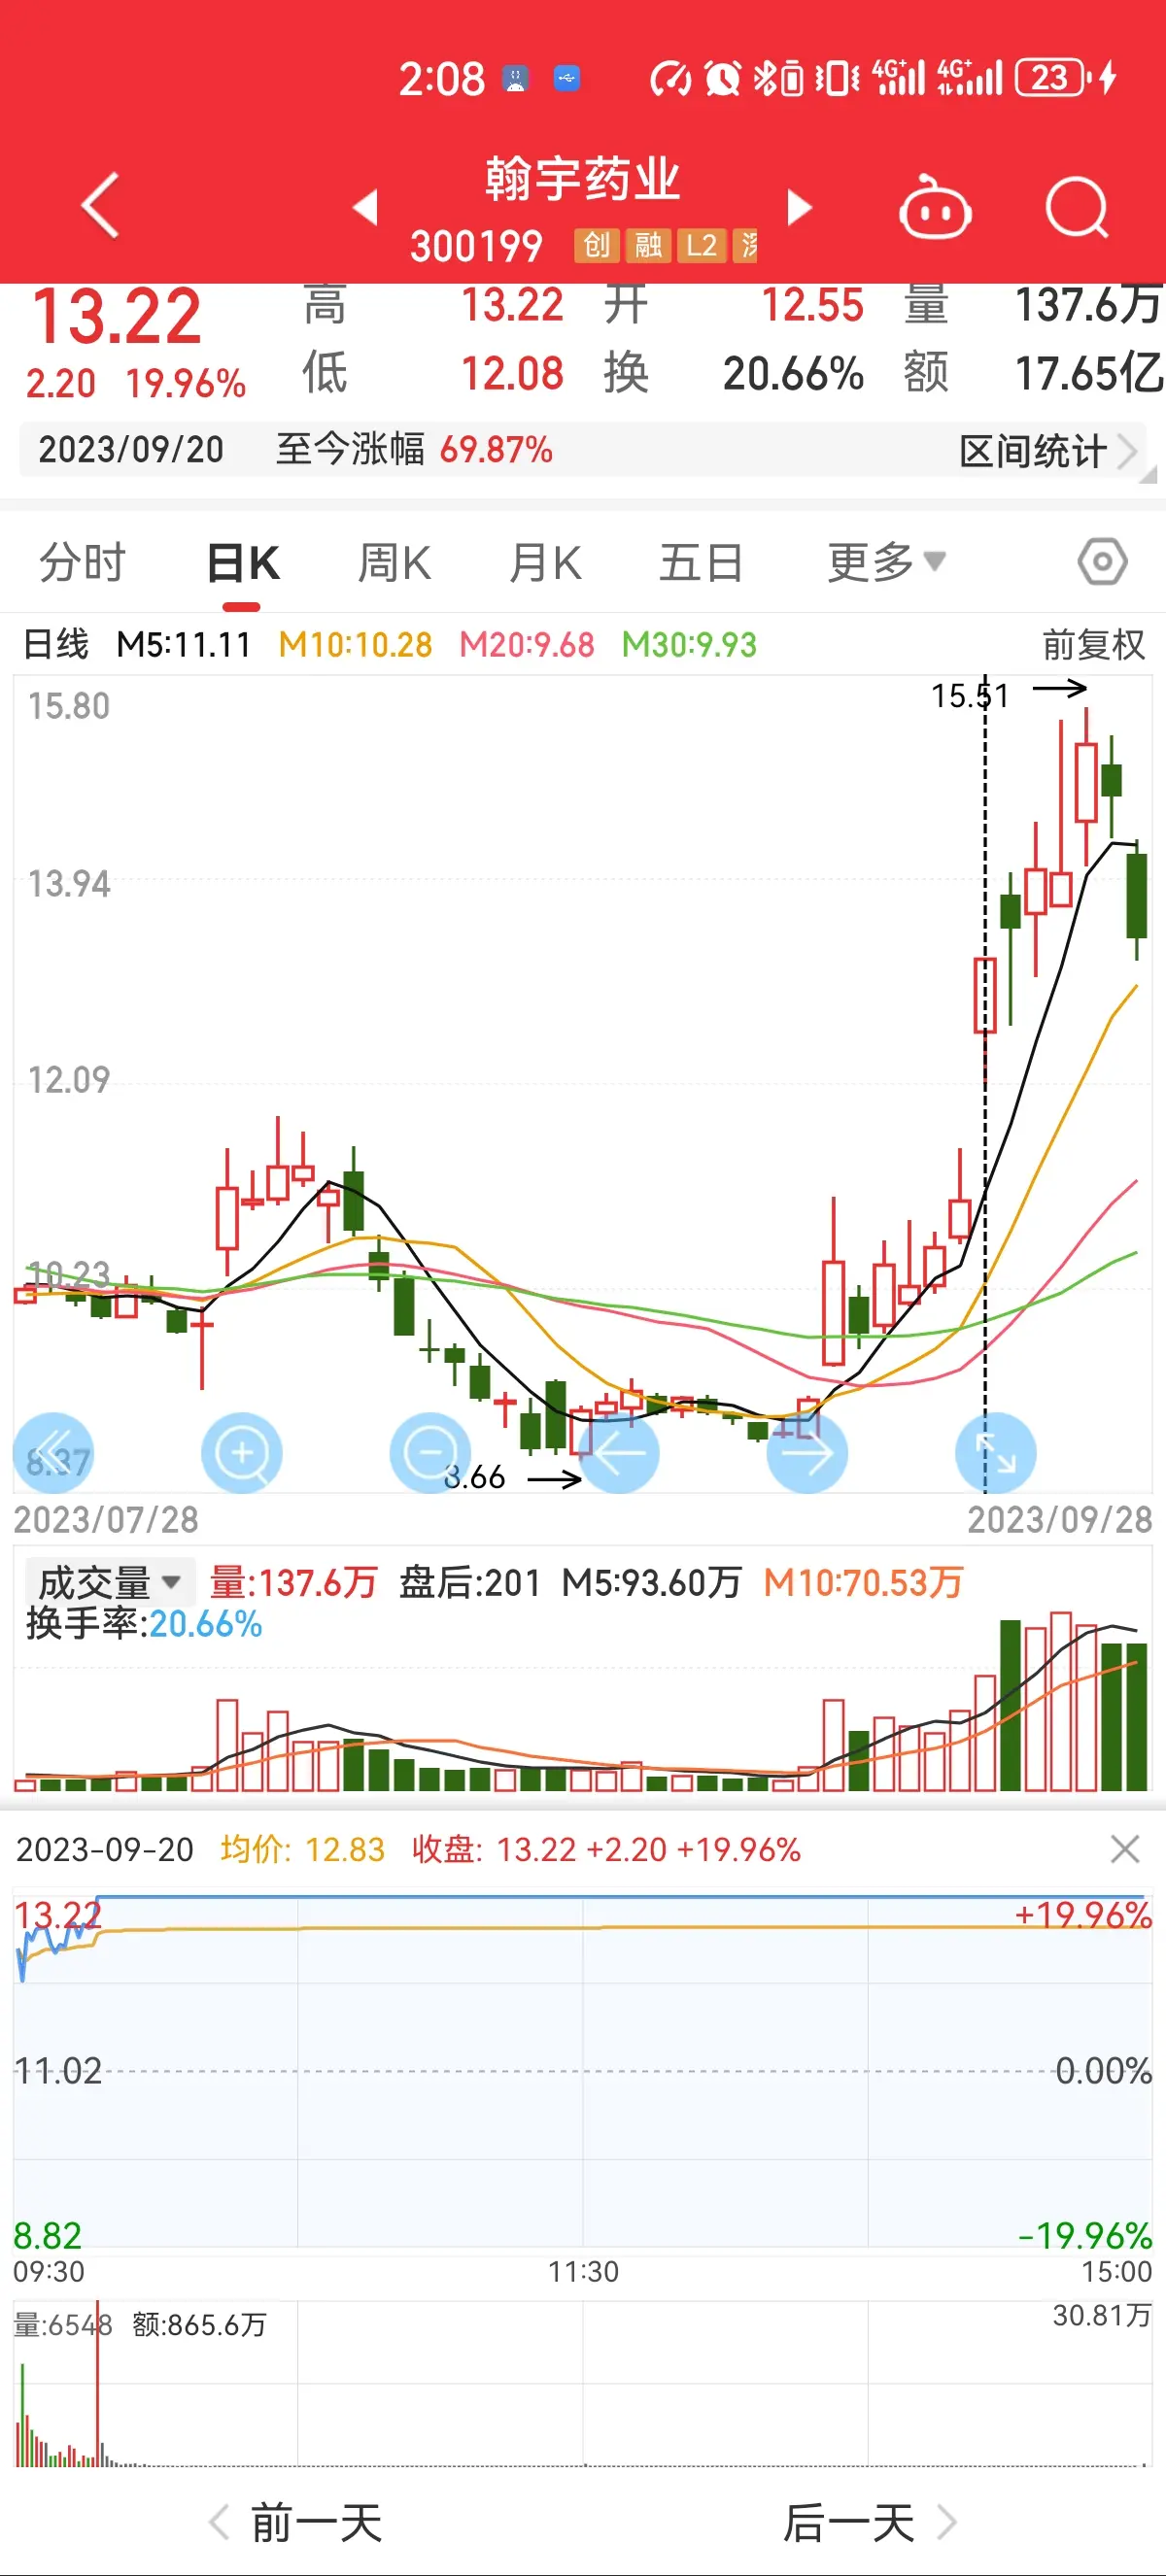 2:08 4G+ 4G+ 23
翰宇药业
300199 创 融 L2
13.22 高 13.22 开 12.55 量 137.6万
2.20 19.96% 低 12.08 换 20.66% 额 17.65亿
2023/09/20 至今涨幅 69.87% 区间统计
分时 日K 周K 月K 五日 更多
日线 M5:11.11 M10:10.28 M20:9.68 M30:9.93 前复权
15.80
15.51
13.94
12.09
10.23
8.37
8.66
2023/07/28 2023/09/28
成交量 量:137.6万 盘后:201 M5:93.60万 M10:70.53万
换手率:20.66%
2023-09-20 均价: 12.83 收盘: 13.22 +2.20 +19.96%
13.22 +19.96%
11.02 0.00%
8.82 -19.96%
09:30 11:30 15:00
量:6548 额:865.6万 30.81万
前一天 后一天